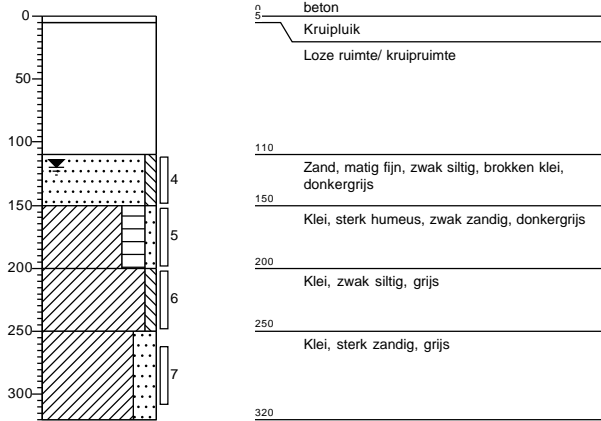 0
50
100
150
200
250
300
4
5
6
7
0
beton
5
Kruipluik
Loze ruimte/ kruipruimte
110
Zand, matig fijn, zwak siltig, brokken klei,
donkergrijs
150
Klei, sterk humeus, zwak zandig, donkergrijs
200
Klei, zwak siltig, grijs
250
Klei, sterk zandig, grijs
320